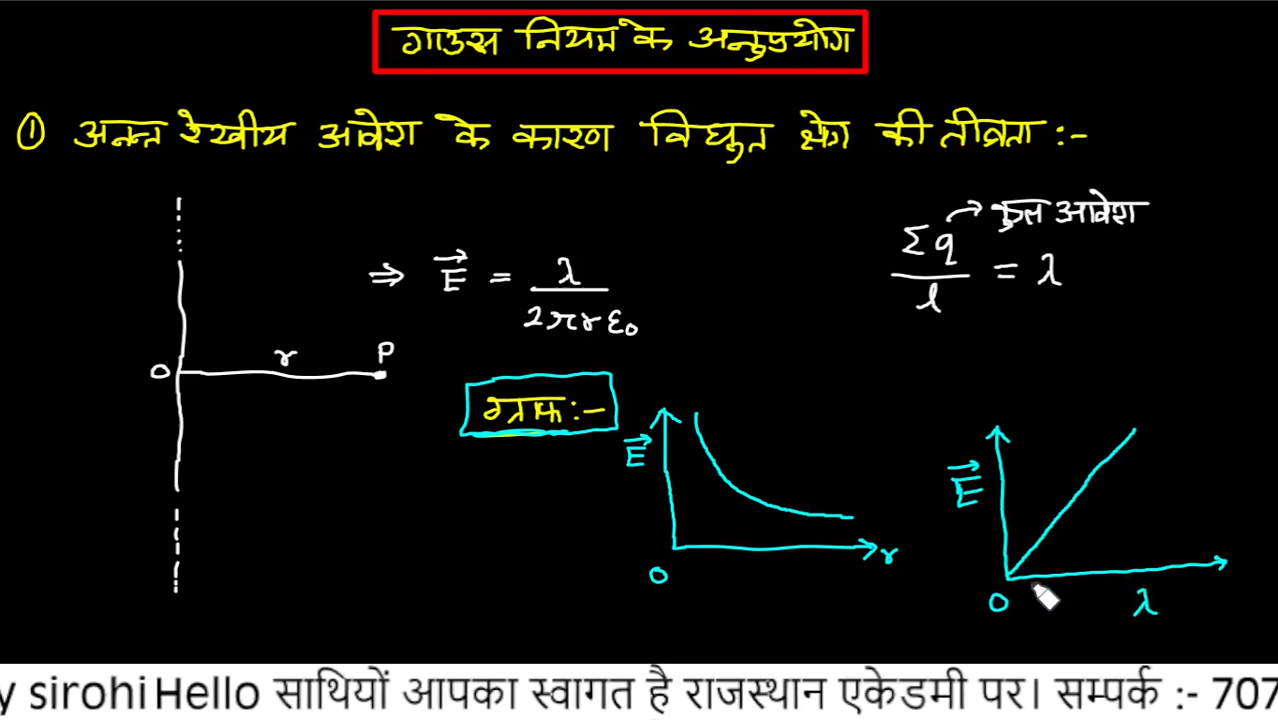 गाउस नियम के अनुप्रयोग
① अनन्त रेखीय आवेश के कारण विद्युत क्षेत्र की तीव्रता :-
Σq → कुल आवेश
l
= λ
⇒ E⃗ = λ
2πrε₀
O r P
ग्राफ :-
E⃗
O
r
E⃗
O
λ
y sirohi Hello साथियों आपका स्वागत है राजस्थान एकेडमी पर। सम्पर्क :- 707